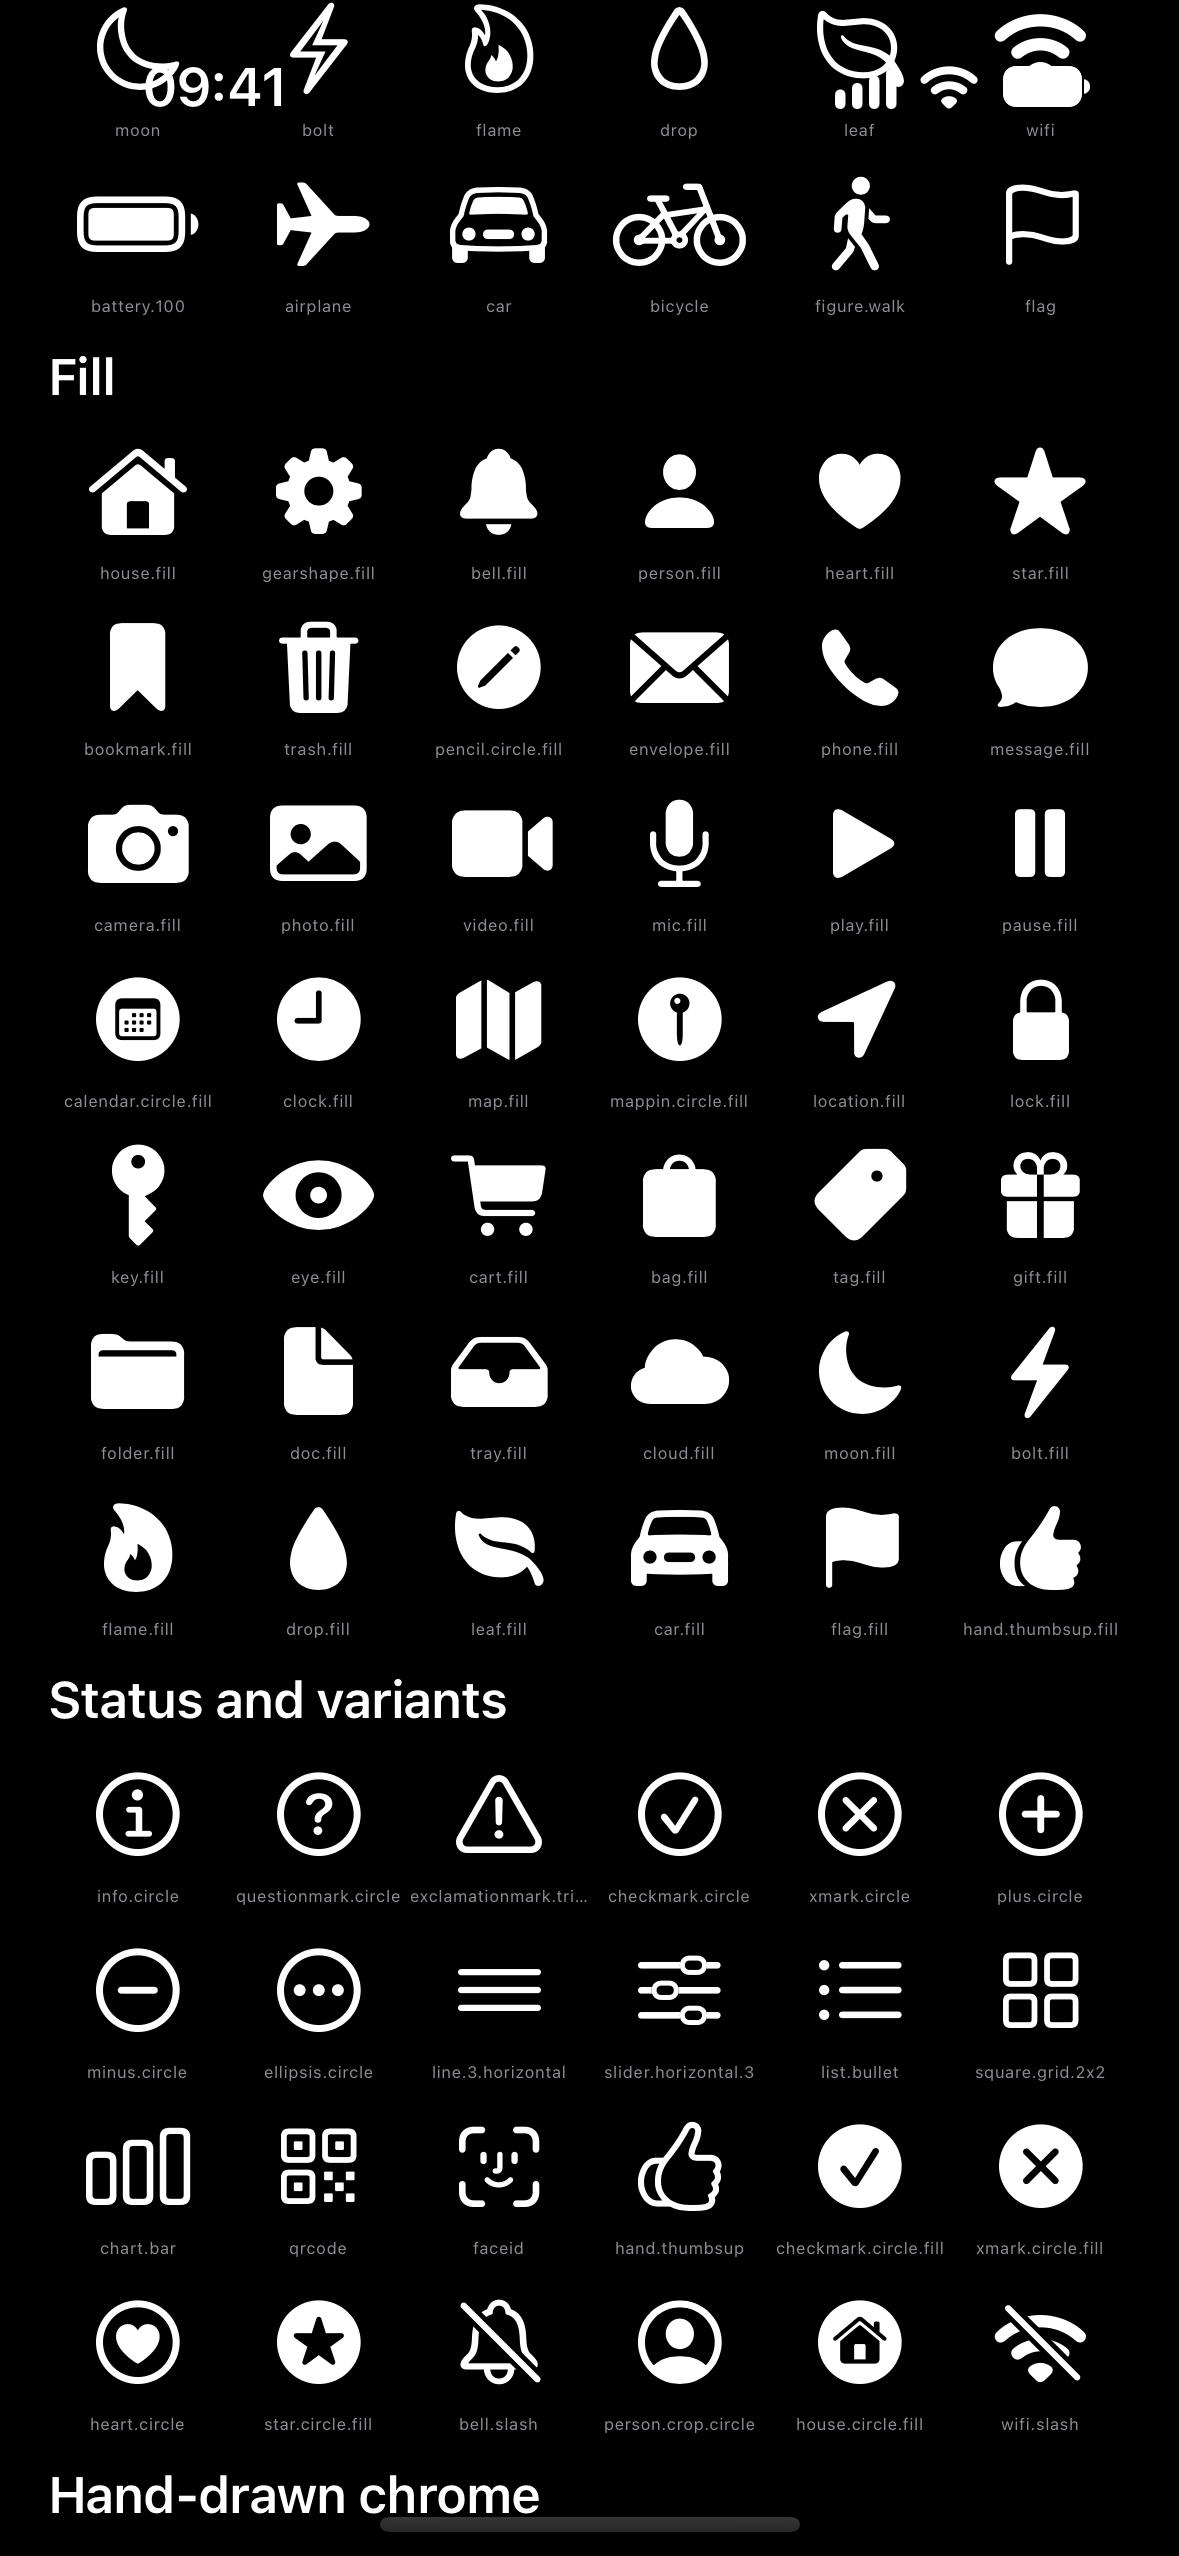 09:41
moon bolt flame drop leaf wifi
battery.100 airplane car bicycle figure.walk flag
Fill
house.fill gearshape.fill bell.fill person.fill heart.fill star.fill
bookmark.fill trash.fill pencil.circle.fill envelope.fill phone.fill message.fill
camera.fill photo.fill video.fill mic.fill play.fill pause.fill
calendar.circle.fill clock.fill map.fill mappin.circle.fill location.fill lock.fill
key.fill eye.fill cart.fill bag.fill tag.fill gift.fill
folder.fill doc.fill tray.fill cloud.fill moon.fill bolt.fill
flame.fill drop.fill leaf.fill car.fill flag.fill hand.thumbsup.fill
Status and variants
info.circle questionmark.circle exclamationmark.tri... checkmark.circle xmark.circle plus.circle
minus.circle ellipsis.circle line.3.horizontal slider.horizontal.3 list.bullet square.grid.2x2
chart.bar qrcode faceid hand.thumbsup checkmark.circle.fill xmark.circle.fill
heart.circle star.circle.fill bell.slash person.crop.circle house.circle.fill wifi.slash
Hand-drawn chrome